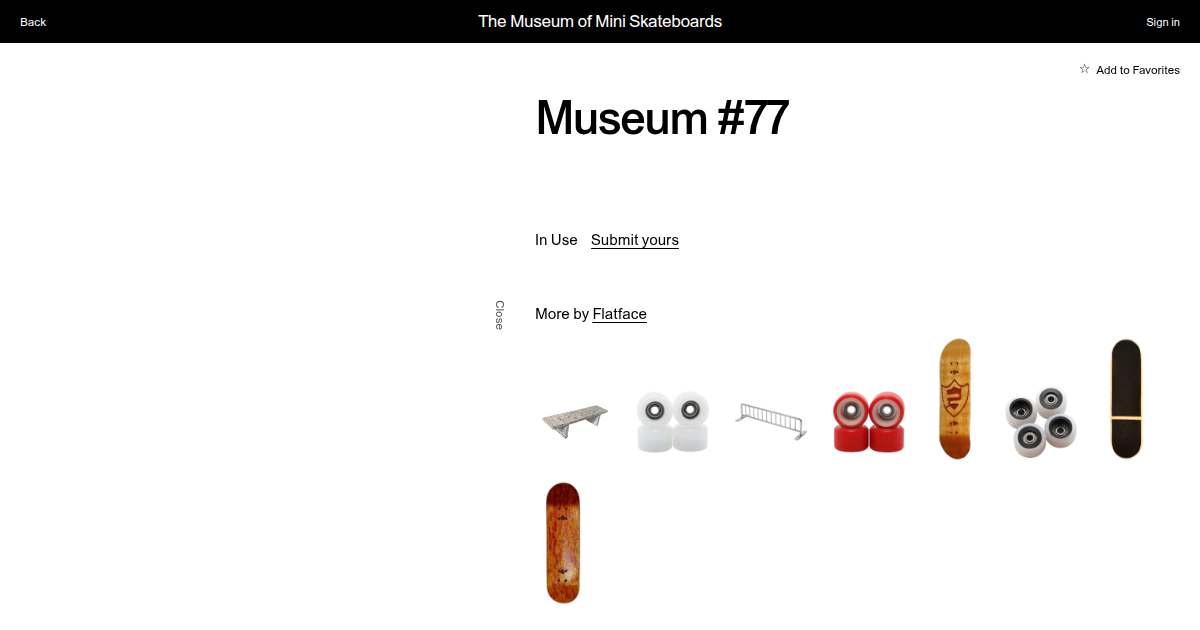 Back
The Museum of Mini Skateboards
Sign in
☆ Add to Favorites
Museum #77
In Use Submit yours
Close
More by Flatface